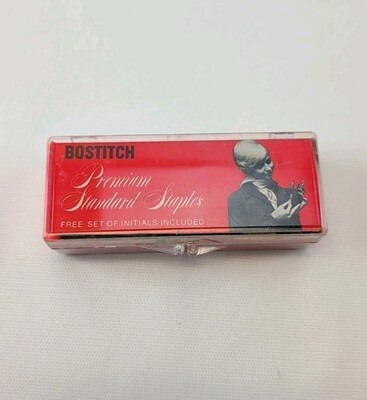 BOSTITCH
Premium
Standard Staples
FREE SET OF INITIALS INCLUDED